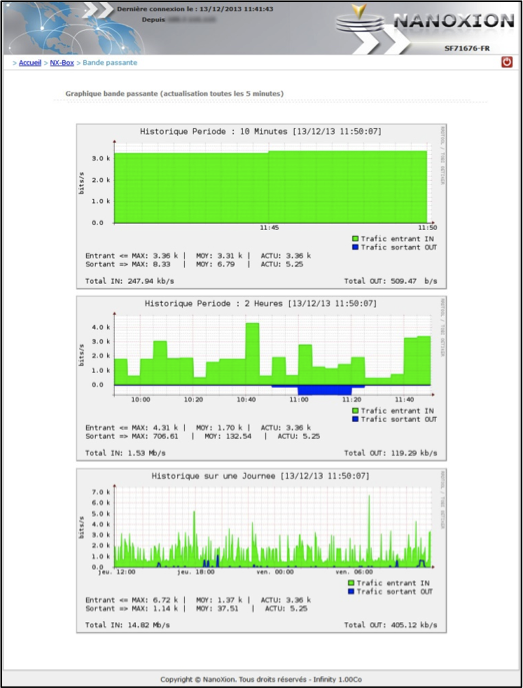 Dernière connexion le : 13/12/2013 11:41:43
Depuis
NANOXION
SF71676-FR
> Accueil > NX-Box > Bande passante
Graphique bande passante (actualisation toutes les 5 minutes)
Historique Periode : 10 Minutes [13/12/13 11:50:07]
bits/s
3.0 k
2.0 k
1.0 k
0.0
11:45 11:50
Trafic entrant IN
Trafic sortant OUT
Entrant <= MAX: 3.36 k | MOY: 3.31 k | ACTU: 3.36 k
Sortant => MAX: 8.33 | MOY: 6.79 | ACTU: 5.25
Total IN: 247.94 kb/s Total OUT: 509.47 b/s
Historique Periode : 2 Heures [13/12/13 11:50:07]
bits/s
4.0 k
3.0 k
2.0 k
1.0 k
0.0
10:00 10:20 10:40 11:00 11:20 11:40
Trafic entrant IN
Trafic sortant OUT
Entrant <= MAX: 4.31 k | MOY: 1.70 k | ACTU: 3.36 k
Sortant => MAX: 706.61 | MOY: 132.54 | ACTU: 5.25
Total IN: 1.53 Mb/s Total OUT: 119.29 kb/s
Historique sur une Journee [13/12/13 11:50:07]
bits/s
7.0 k
6.0 k
5.0 k
4.0 k
3.0 k
2.0 k
1.0 k
0.0
jeu. 12:00 jeu. 18:00 ven. 00:00 ven. 06:00
Trafic entrant IN
Trafic sortant OUT
Entrant <= MAX: 6.72 k | MOY: 1.37 k | ACTU: 3.36 k
Sortant => MAX: 1.14 k | MOY: 37.51 | ACTU: 5.25
Total IN: 14.82 Mb/s Total OUT: 405.12 kb/s
Copyright © NanoXion. Tous droits réservés - Infinity 1.00Co